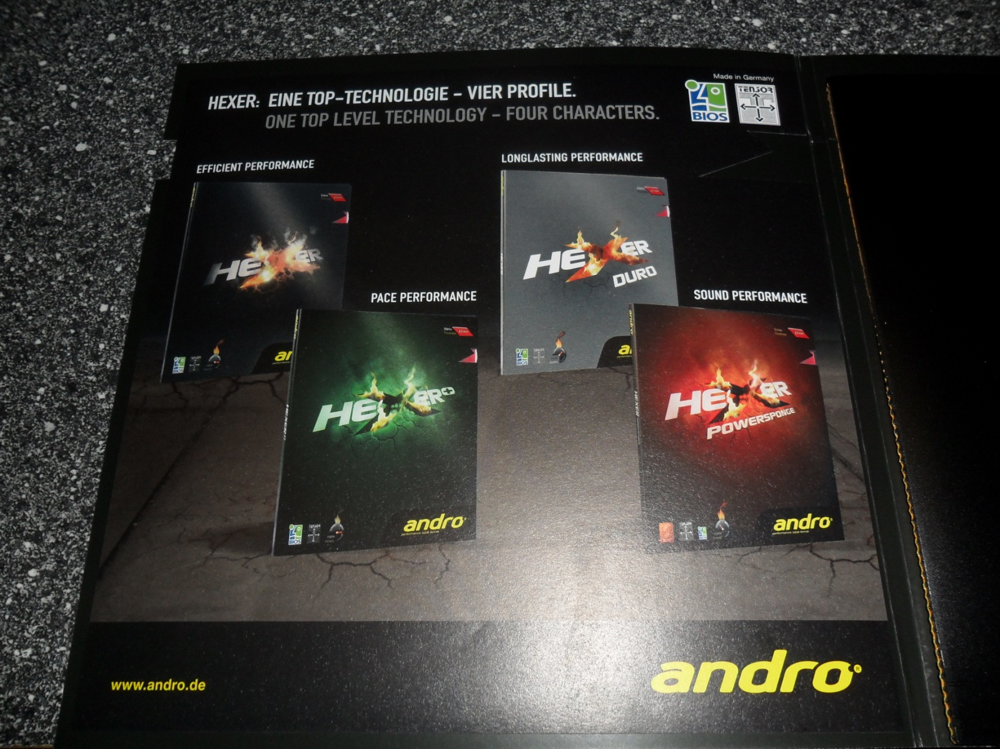 Made in Germany
HEXER: EINE TOP-TECHNOLOGIE - VIER PROFILE.
ONE TOP LEVEL TECHNOLOGY - FOUR CHARACTERS.
BIOS
TENSOR
EFFICIENT PERFORMANCE
HEXER
BIOS
LONGLASTING PERFORMANCE
HEXER
DURO
BIOS
PACE PERFORMANCE
HEXER+
BIOS
TENSOR
andro
performance table tennis
SOUND PERFORMANCE
HEXER
POWERSPONGE
HEXER
andro
performance table tennis
www.andro.de
andro®